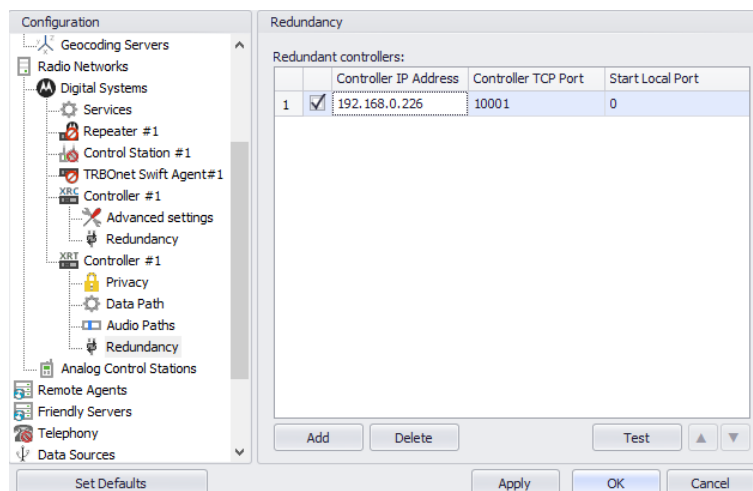 Configuration
Geocoding Servers
Radio Networks
Digital Systems
Services
Repeater #1
Control Station #1
TRBOnet Swift Agent#1
XRC Controller #1
Advanced settings
Redundancy
XRT Controller #1
Privacy
Data Path
Audio Paths
Redundancy
Analog Control Stations
Remote Agents
Friendly Servers
Telephony
Data Sources
Set Defaults
Redundancy
Redundant controllers:
Controller IP Address Controller TCP Port Start Local Port
1 192.168.0.226 10001 0
Add Delete Test
Apply OK Cancel